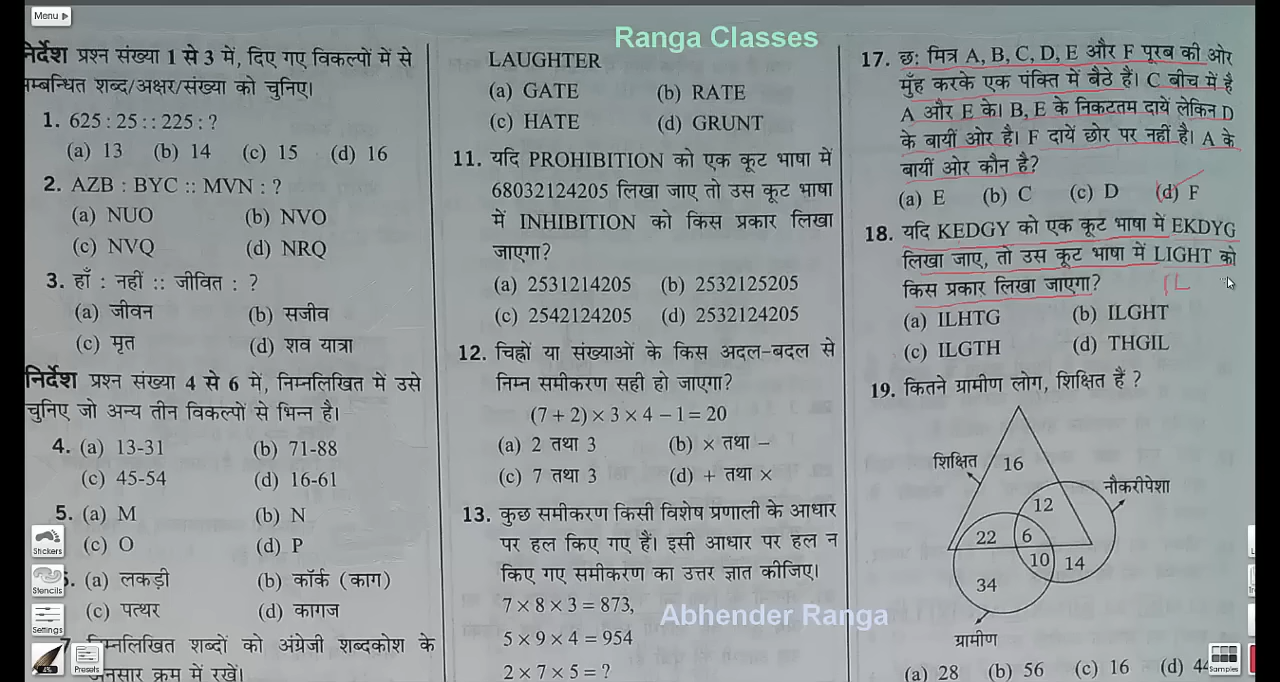 Menu
Ranga Classes
निर्देश प्रश्न संख्या 1 से 3 में, दिए गए विकल्पों में से
सम्बन्धित शब्द/अक्षर/संख्या को चुनिए।
1. 625 : 25 : : 225 : ?
(a) 13 (b) 14 (c) 15 (d) 16
2. AZB : BYC :: MVN : ?
(a) NUO (b) NVO
(c) NVQ (d) NRQ
3. हाँ : नहीं :: जीवित : ?
(a) जीवन (b) सजीव
(c) मृत (d) शव यात्रा
निर्देश प्रश्न संख्या 4 से 6 में, निम्नलिखित में उसे
चुनिए जो अन्य तीन विकल्पों से भिन्न है।
4. (a) 13-31 (b) 71-88
(c) 45-54 (d) 16-61
5. (a) M (b) N
(c) O (d) P
(a) लकड़ी (b) कॉर्क (काग)
(c) पत्थर (d) कागज
7. निम्नलिखित शब्दों को अंग्रेजी शब्दकोश के
अनुसार क्रम में रखें।
LAUGHTER
(a) GATE (b) RATE
(c) HATE (d) GRUNT
11. यदि PROHIBITION को एक कूट भाषा में
68032124205 लिखा जाए तो उस कूट भाषा
में INHIBITION को किस प्रकार लिखा
जाएगा?
(a) 2531214205 (b) 2532125205
(c) 2542124205 (d) 2532124205
12. चिह्नों या संख्याओं के किस अदल-बदल से
निम्न समीकरण सही हो जाएगा?
(7 + 2) × 3 × 4 − 1 = 20
(a) 2 तथा 3 (b) × तथा −
(c) 7 तथा 3 (d) + तथा ×
13. कुछ समीकरण किसी विशेष प्रणाली के आधार
पर हल किए गए हैं। इसी आधार पर हल न
किए गए समीकरण का उत्तर ज्ञात कीजिए।
7 × 8 × 3 = 873,
5 × 9 × 4 = 954
2 × 7 × 5 = ?
Abhender Ranga
17. छः मित्र A, B, C, D, E और F पूरब की ओर
मुँह करके एक पंक्ति में बैठे हैं। C बीच में है
A और E के। B, E के निकटतम दायें लेकिन D
के बायीं ओर है। F दायें छोर पर नहीं है। A के
बायीं ओर कौन है?
(a) E (b) C (c) D (d) F
18. यदि KEDGY को एक कूट भाषा में EKDYG
लिखा जाए, तो उस कूट भाषा में LIGHT को
किस प्रकार लिखा जाएगा?
IL
(a) ILHTG (b) ILGHT
(c) ILGTH (d) THGIL
19. कितने ग्रामीण लोग, शिक्षित हैं ?
शिक्षित 16 नौकरीपेशा
12
22 6
10 14
34
ग्रामीण
(a) 28 (b) 56 (c) 16 (d) 44
Stickers
Stencils
Settings
Presets
Samples